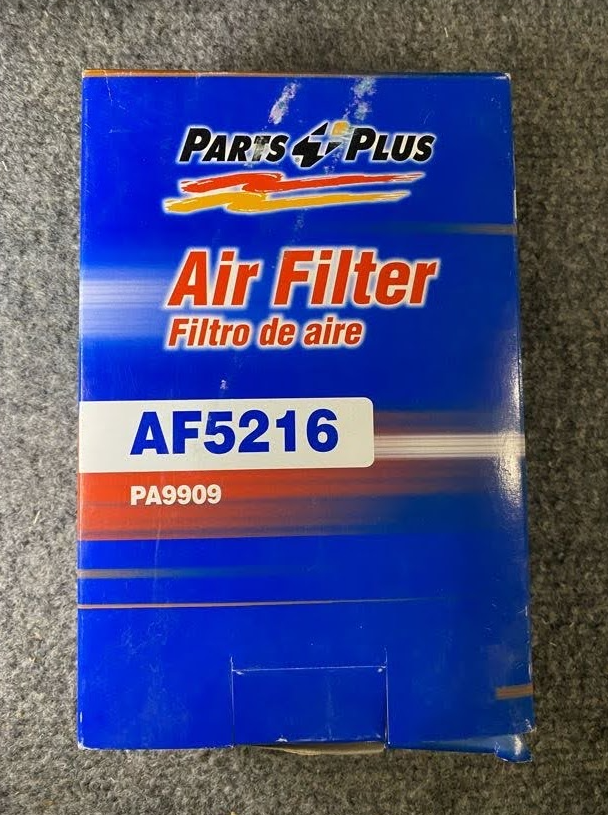 PARTS PLUS
Air Filter
Filtro de aire
AF5216
PA9909